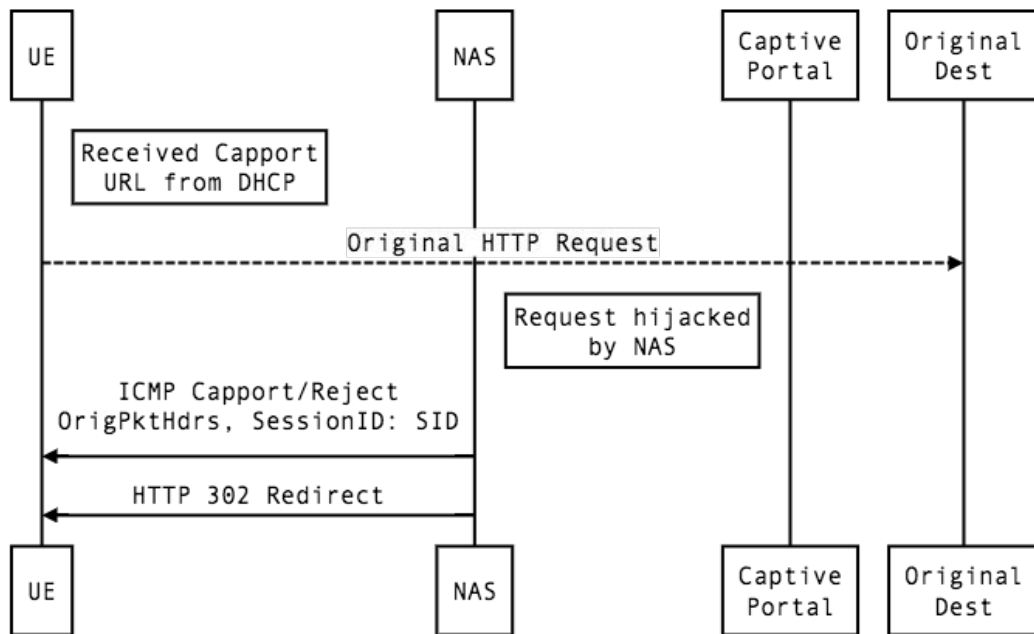 UE
NAS
Captive
Portal
Original
Dest
Received Capport
URL from DHCP
Original HTTP Request
Request hijacked
by NAS
ICMP Capport/Reject
OrigPktHdrs, SessionID: SID
HTTP 302 Redirect
UE
NAS
Captive
Portal
Original
Dest